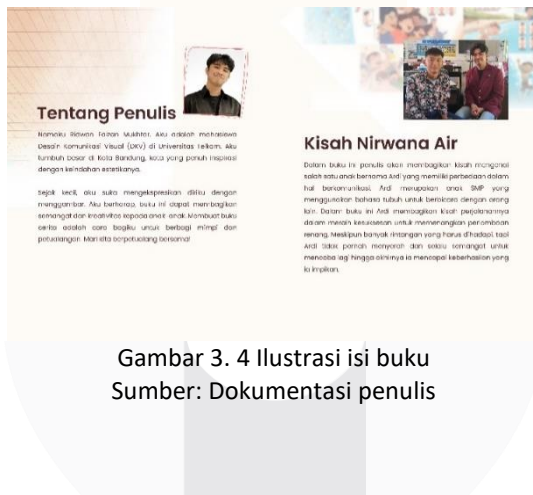 Tentang Penulis
Namaku Ridwan Faizan Mukhtar. Aku adalah mahasiswa
Desain Komunikasi Visual (DKV) di Universitas Telkom. Aku
tumbuh besar di Kota Bandung, kota yang penuh inspirasi
dengan keindahan estetikanya.
Sejak kecil, aku suka mengekspresikan diriku dengan
menggambar. Aku berharap, buku ini dapat membagikan
semangat dan kreativitas kepada anak-anak. Membuat buku
cerita adalah cara bagiku untuk berbagi mimpi dan
petualangan. Mari kita berpetualang bersama!
Kisah Nirwana Air
Dalam buku ini penulis akan membagikan kisah mengenai
salah satu anak bernama Ardi yang memiliki perbedaan dalam
hal berkomunikasi. Ardi merupakan anak SMP yang
menggunakan bahasa tubuh untuk berbicara dengan orang
lain. Dalam buku ini Ardi membagikan kisah perjalanannya
dalam meraih kesuksesan untuk memenangkan perlombaan
renang. Meskipun banyak rintangan yang harus dihadapi, tapi
Ardi tidak pernah menyerah dan selalu semangat untuk
mencoba lagi hingga akhirnya ia mencapai keberhasilan yang
ia impikan.
Gambar 3. 4 Ilustrasi isi buku
Sumber: Dokumentasi penulis